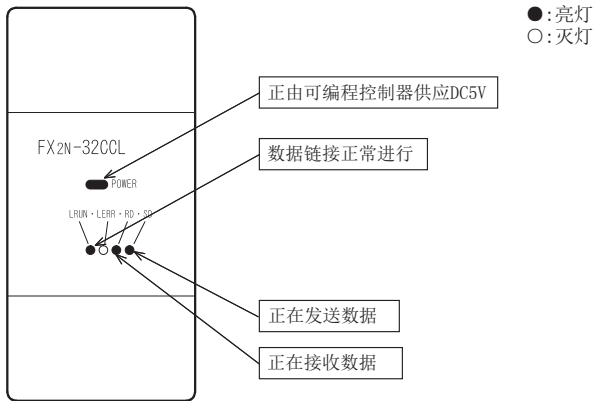 ●:亮灯
○:灭灯
正由可编程控制器供应DC5V
数据链接正常进行
FX2N-32CCL
POWER
LRUN・LERR・RD・SD
正在发送数据
正在接收数据